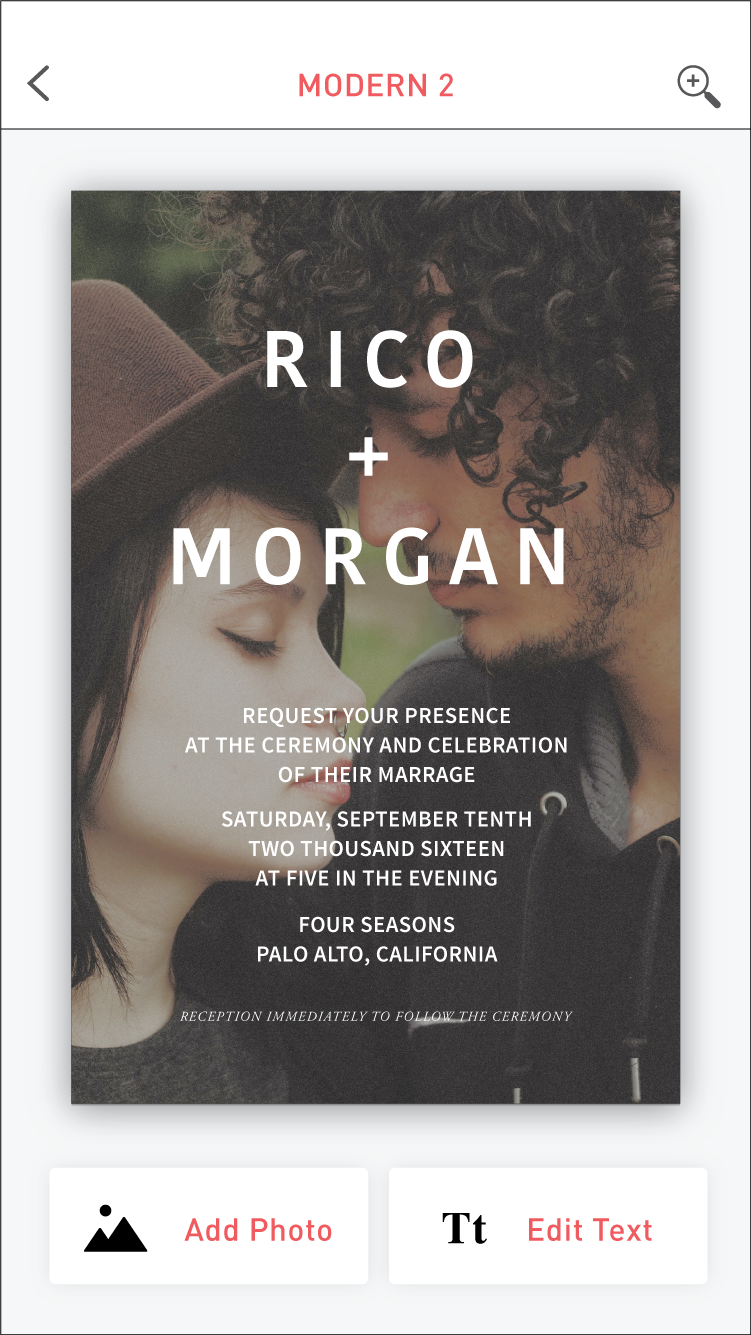 MODERN 2
RICO
+
MORGAN
REQUEST YOUR PRESENCE
AT THE CEREMONY AND CELEBRATION
OF THEIR MARRAGE
SATURDAY, SEPTEMBER TENTH
TWO THOUSAND SIXTEEN
AT FIVE IN THE EVENING
FOUR SEASONS
PALO ALTO, CALIFORNIA
RECEPTION IMMEDIATELY TO FOLLOW THE CEREMONY
Add Photo
Tt Edit Text